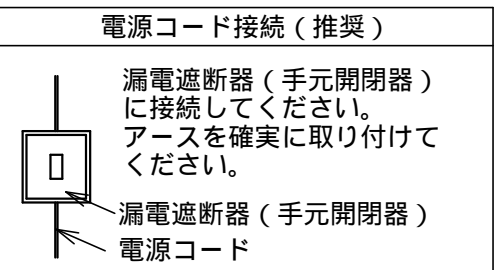 電源コード接続(推奨)
漏電遮断器(手元開閉器)
に接続してください。
アースを確実に取り付けて
ください。
漏電遮断器(手元開閉器)
電源コード